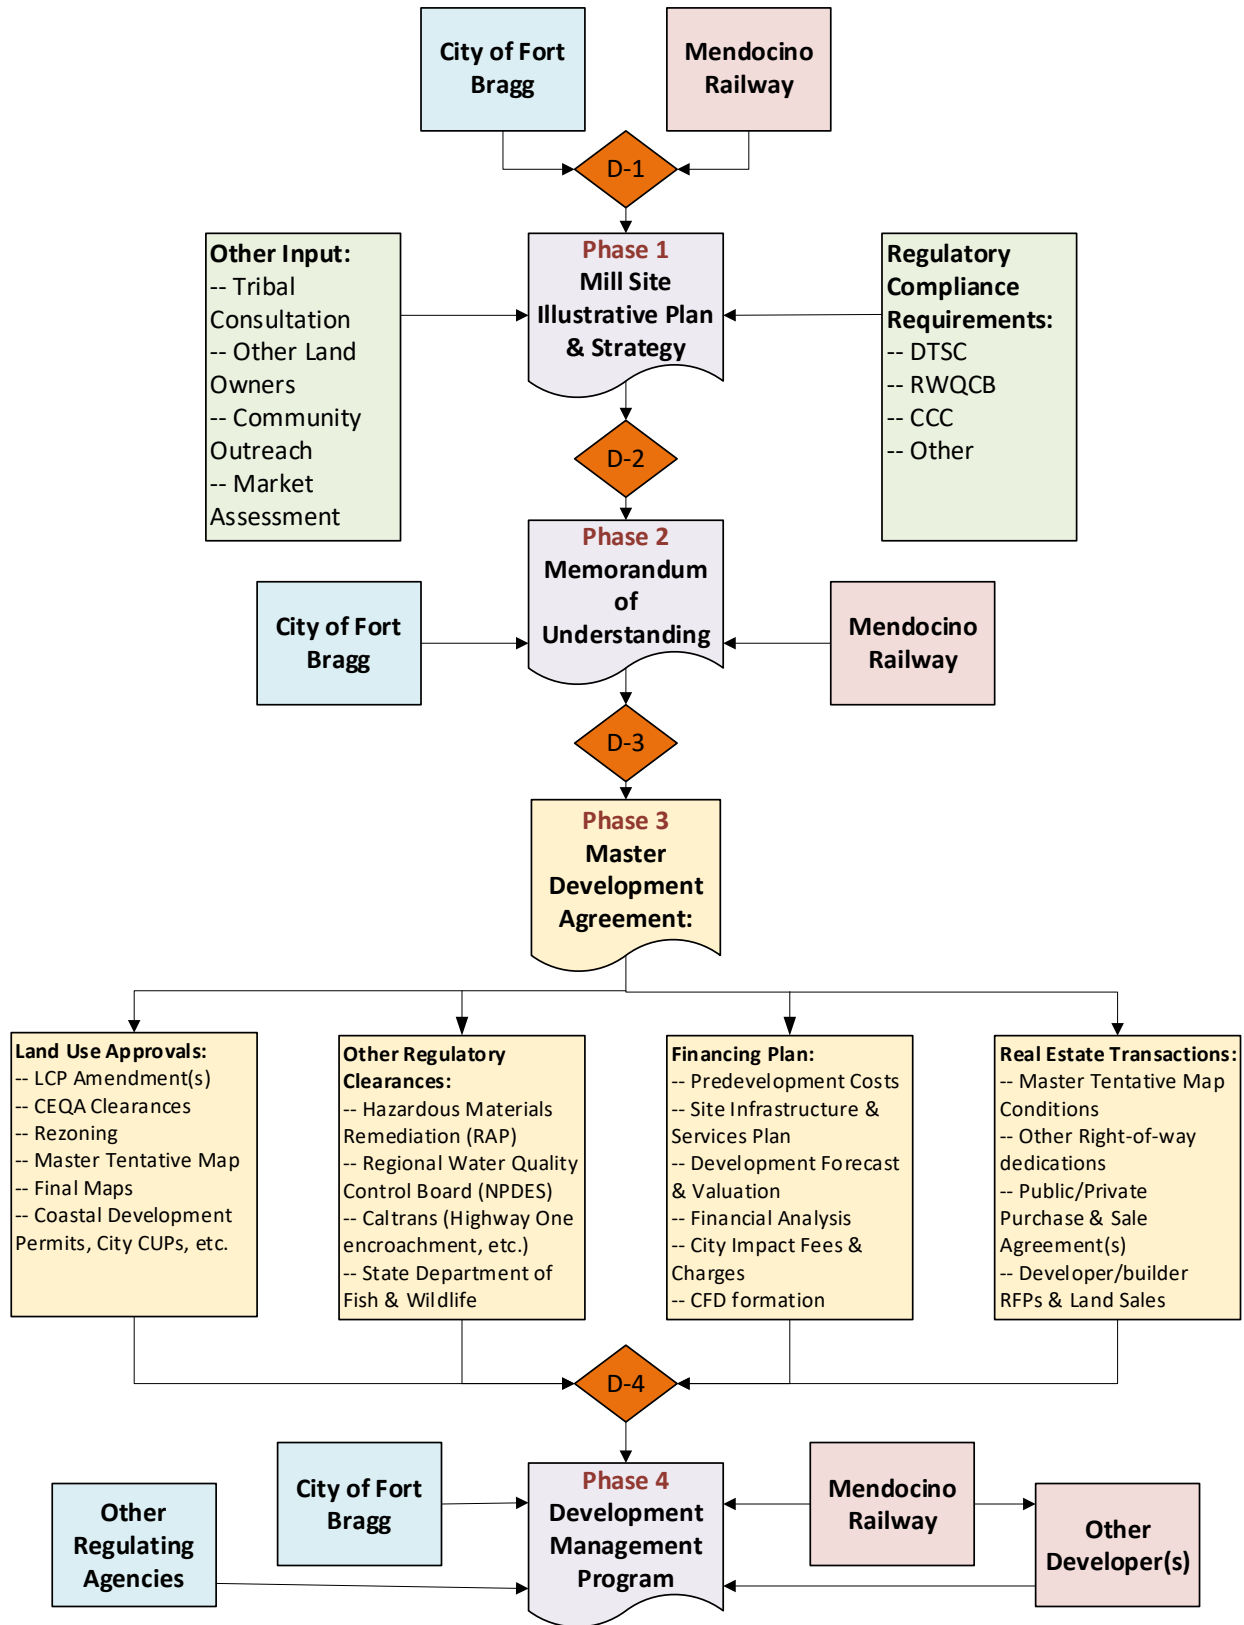 City of Fort
Bragg
Mendocino
Railway
D-1
Other Input:
-- Tribal
Consultation
-- Other Land
Owners
-- Community
Outreach
-- Market
Assessment
Phase 1
Mill Site
Illustrative Plan
& Strategy
Regulatory
Compliance
Requirements:
-- DTSC
-- RWQCB
-- CCC
-- Other
D-2
City of Fort
Bragg
Phase 2
Memorandum
of
Understanding
Mendocino
Railway
D-3
Phase 3
Master
Development
Agreement:
Land Use Approvals:
-- LCP Amendment(s)
-- CEQA Clearances
-- Rezoning
-- Master Tentative Map
-- Final Maps
-- Coastal Development
Permits, City CUPs, etc.
Other Regulatory
Clearances:
-- Hazardous Materials
Remediation (RAP)
-- Regional Water Quality
Control Board (NPDES)
-- Caltrans (Highway One
encroachment, etc.)
-- State Department of
Fish & Wildlife
Financing Plan:
-- Predevelopment Costs
-- Site Infrastructure &
Services Plan
-- Development Forecast
& Valuation
-- Financial Analysis
-- City Impact Fees &
Charges
-- CFD formation
Real Estate Transactions:
-- Master Tentative Map
Conditions
-- Other Right-of-way
dedications
-- Public/Private
Purchase & Sale
Agreement(s)
-- Developer/builder
RFPs & Land Sales
D-4
Other
Regulating
Agencies
City of Fort
Bragg
Phase 4
Development
Management
Program
Mendocino
Railway
Other
Developer(s)